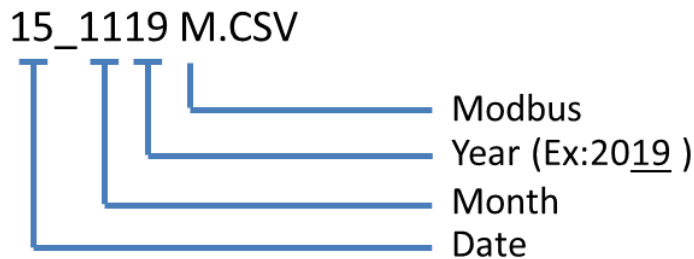 15_1119 M.CSV
Modbus
Year (Ex:2019 )
Month
Date